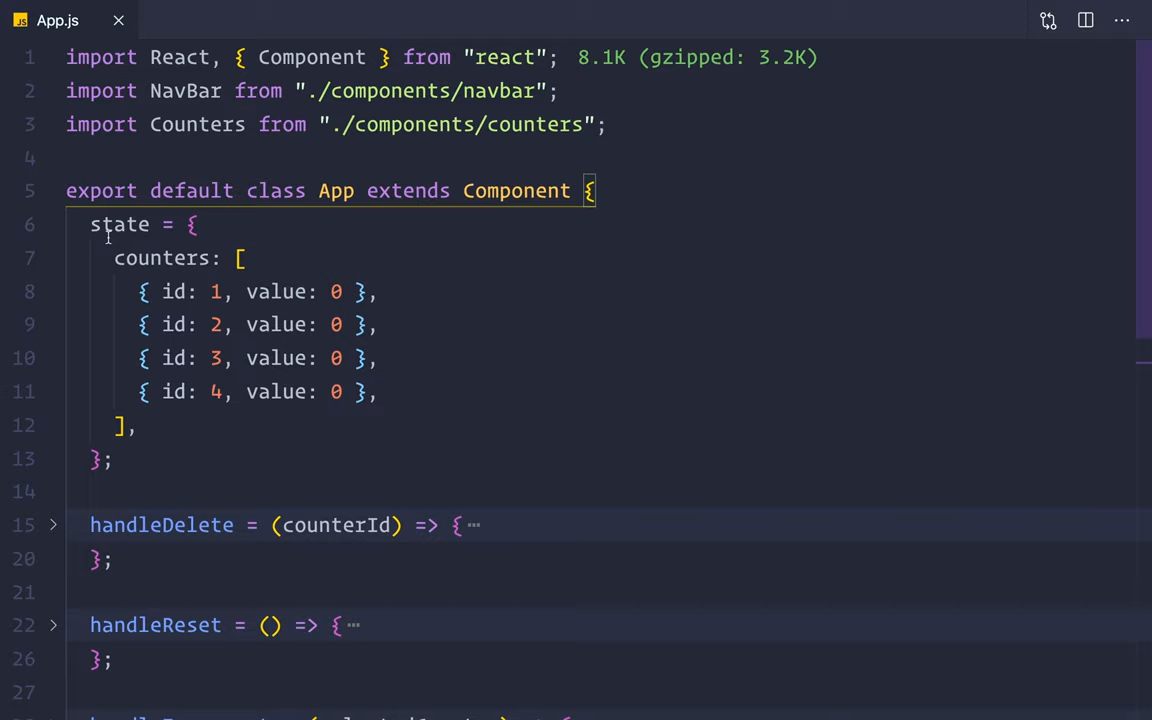 JS App.js
1 import React, { Component } from "react"; 8.1K (gzipped: 3.2K)
2 import NavBar from "./components/navbar";
3 import Counters from "./components/counters";
4
5 export default class App extends Component {
6 state = {
7 counters: [
8 { id: 1, value: 0 },
9 { id: 2, value: 0 },
10 { id: 3, value: 0 },
11 { id: 4, value: 0 },
12 ],
13 };
14
15 handleDelete = (counterId) => {
20 };
21
22 handleReset = () => {
26 };
27